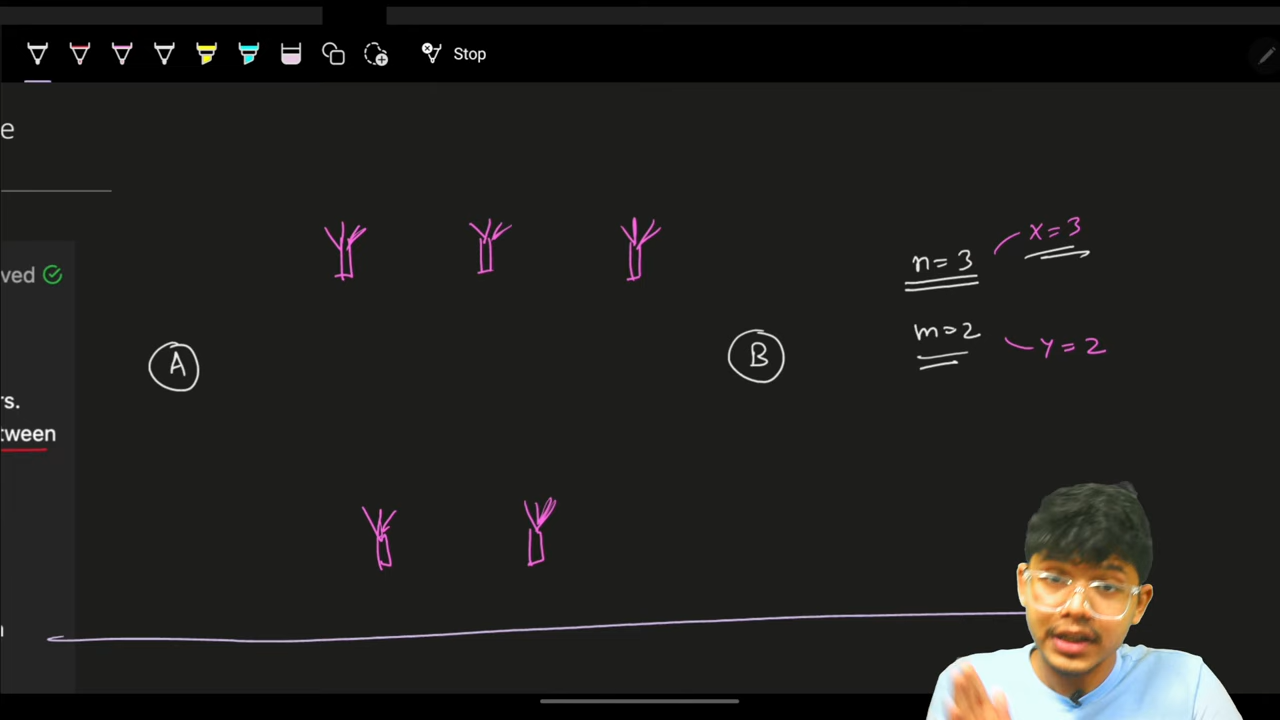 Stop
e
ved
n=3
x=3
A
B
m=2
y=2
rs.
tween